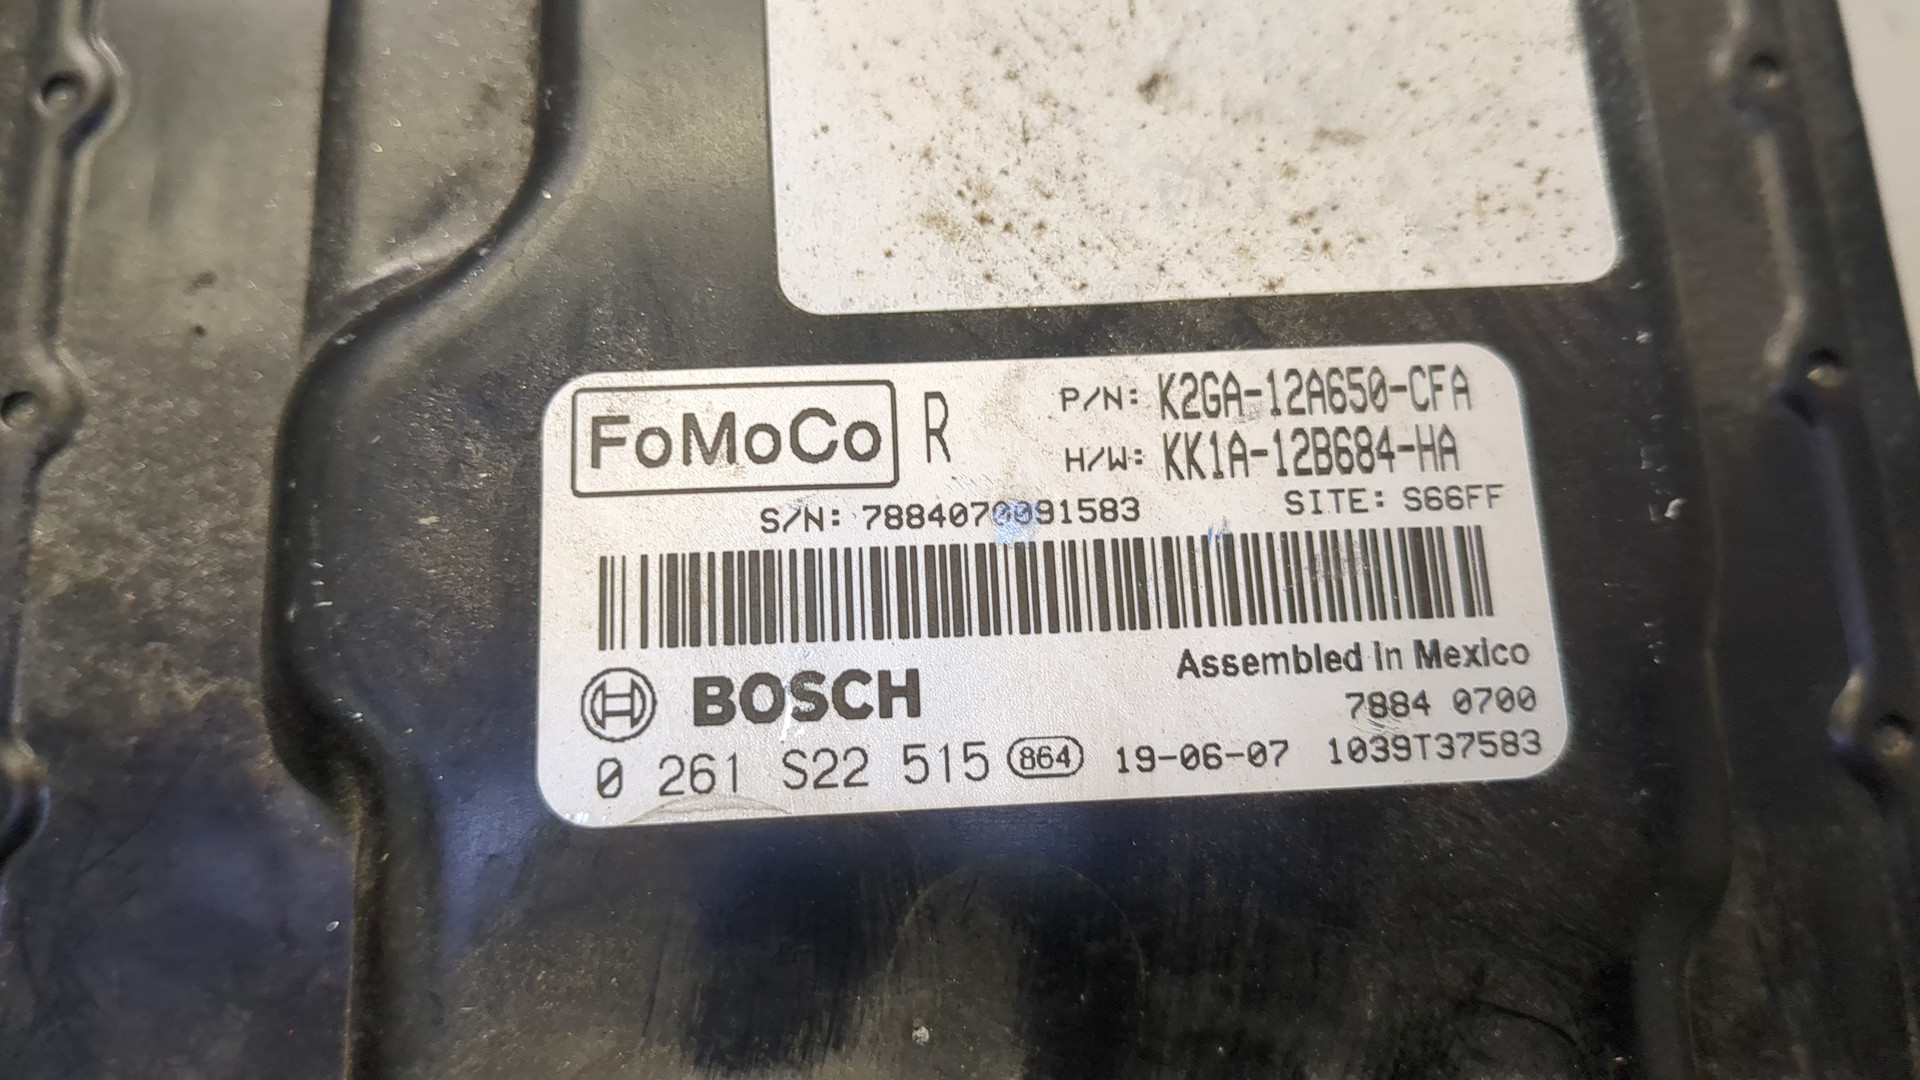 FoMoCo R P/N: K2GA-12A650-CFA
H/W: KK1A-12B684-HA
S/N: 7884070091583 SITE: S66FF
Assembled in Mexico
BOSCH 7884 0700
0 261 S22 515 864 19-06-07 1039T37583